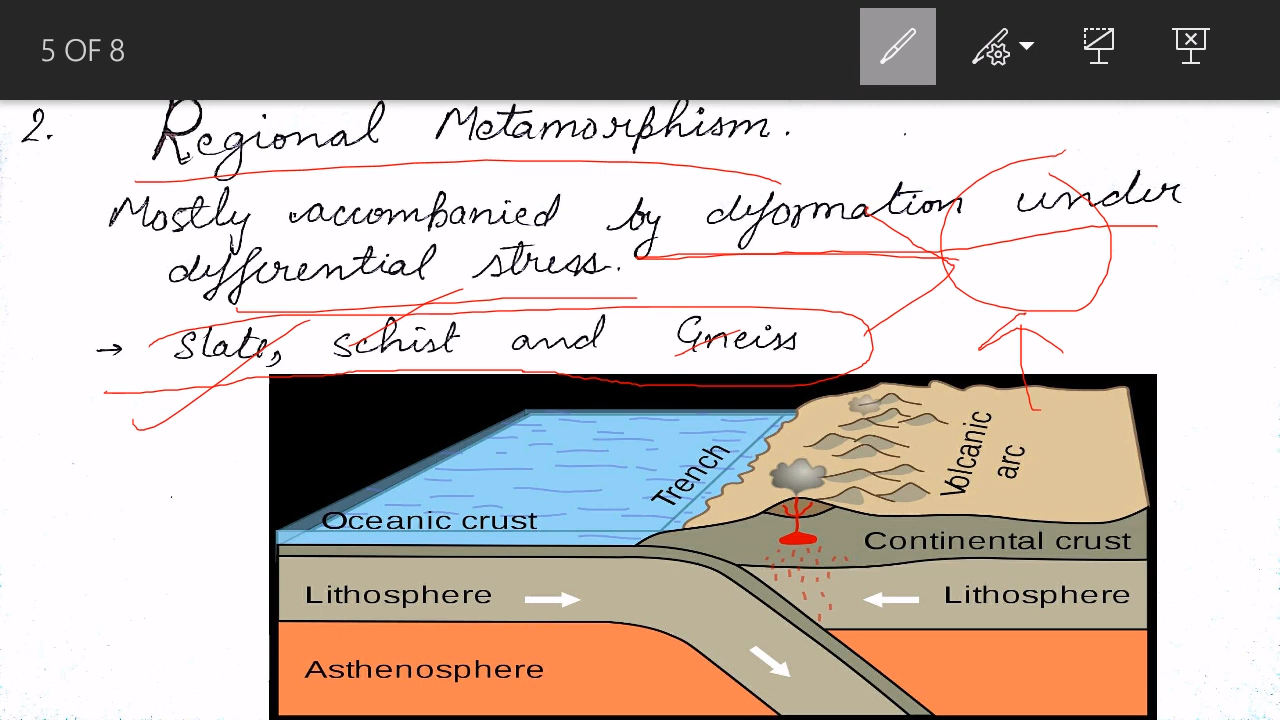 5 OF 8
2. Regional Metamorphism.
Mostly accompanied by deformation under
differential stress.
→ Slate, schist and Gneiss
Trench
Volcanic
arc
Oceanic crust
Continental crust
Lithosphere
Lithosphere
Asthenosphere